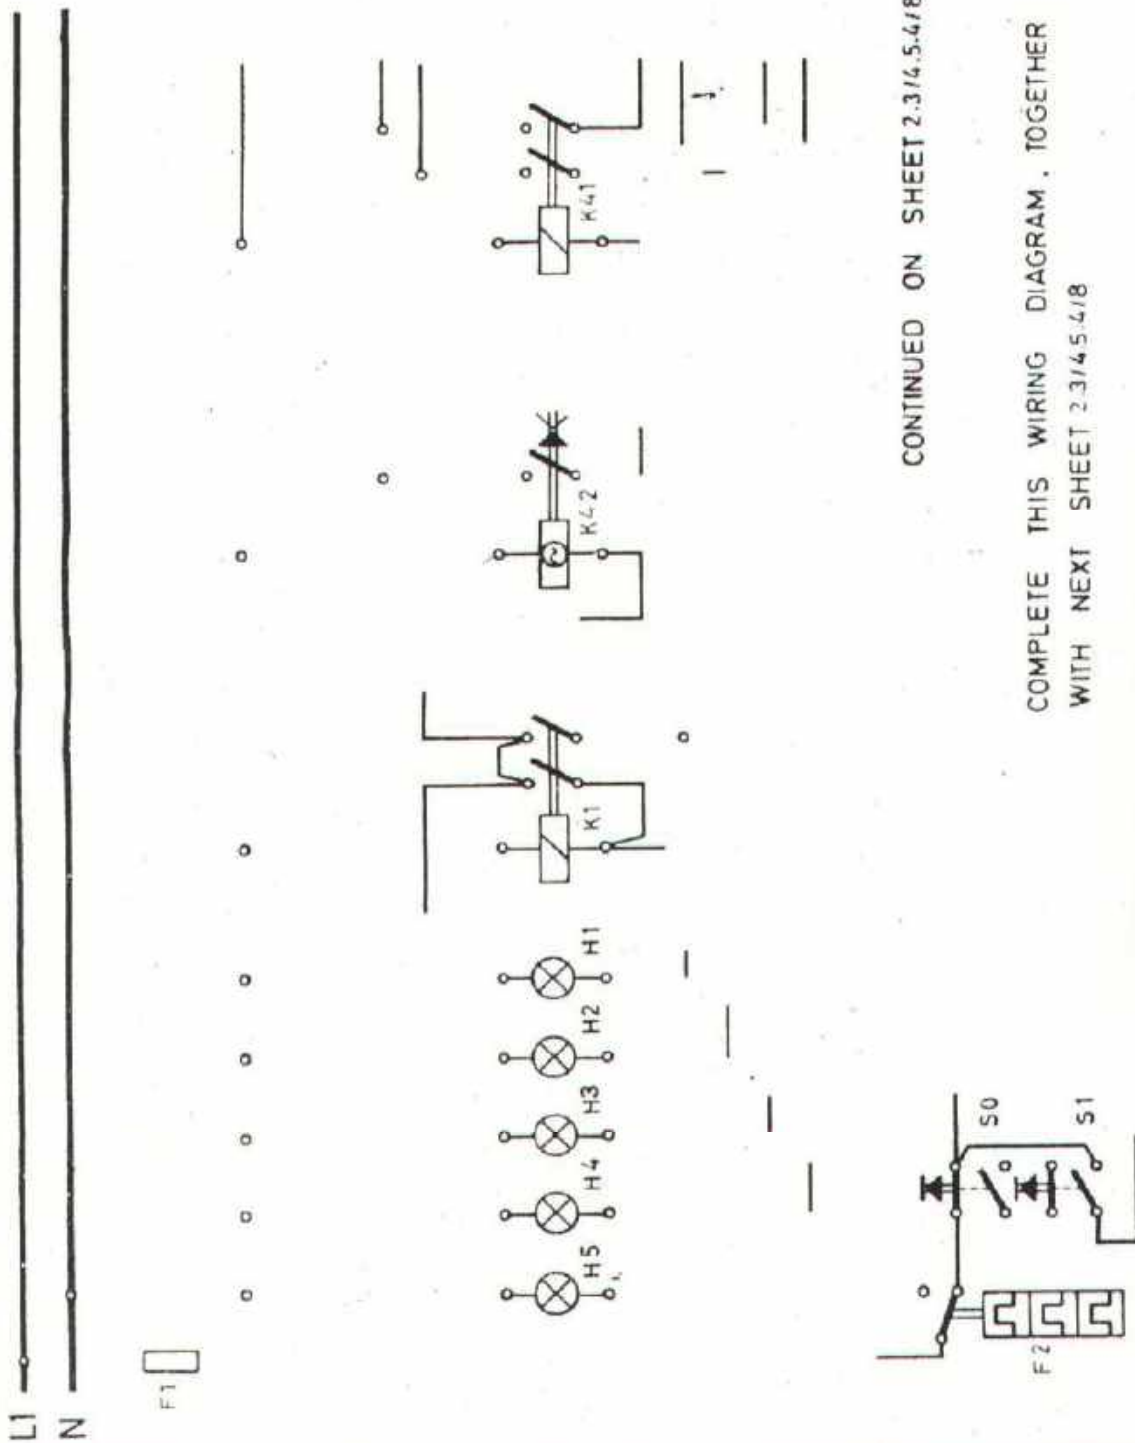 L1
N
F1
H5
H4
H3
H2
H1
K1
K42
K41
F2
S0
S1
CONTINUED ON SHEET 2.3/4.5.4/8
COMPLETE THIS WIRING DIAGRAM, TOGETHER
WITH NEXT SHEET 2.3/4.5.4/8